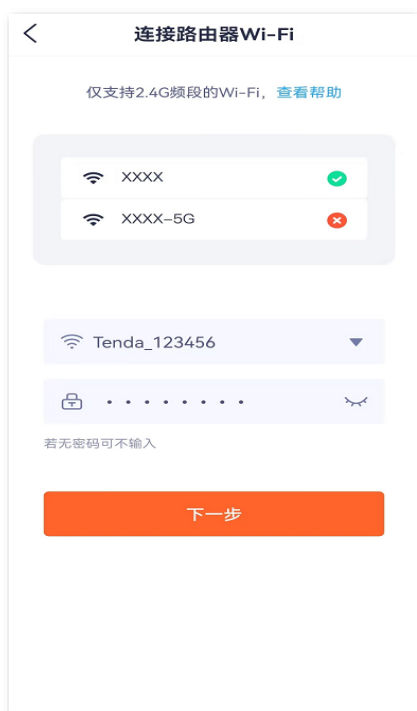 连接路由器Wi-Fi
仅支持2.4G频段的Wi-Fi，查看帮助
XXXX
XXXX-5G
Tenda_123456
若无密码可不输入
下一步